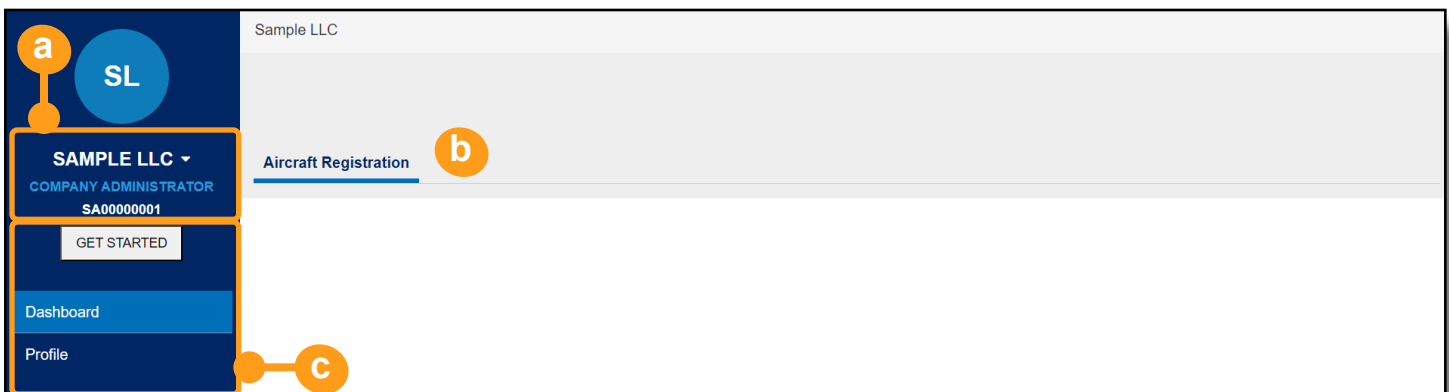 a
SL
SAMPLE LLC
COMPANY ADMINISTRATOR
SA00000001
GET STARTED
Dashboard
Profile
c
Sample LLC
Aircraft Registration
b